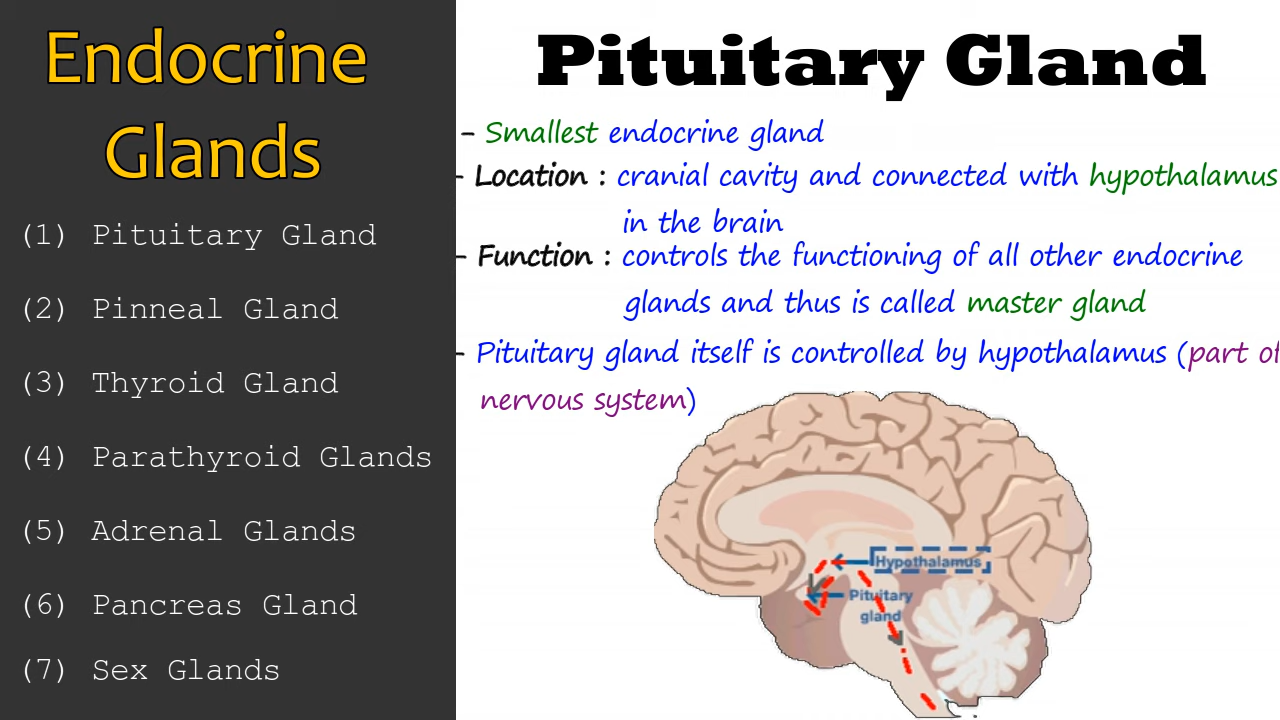 Endocrine
Glands
(1) Pituitary Gland
(2) Pinneal Gland
(3) Thyroid Gland
(4) Parathyroid Glands
(5) Adrenal Glands
(6) Pancreas Gland
(7) Sex Glands
Pituitary Gland
- Smallest endocrine gland
- Location : cranial cavity and connected with hypothalamus
in the brain
- Function : controls the functioning of all other endocrine
glands and thus is called master gland
- Pituitary gland itself is controlled by hypothalamus (part of
nervous system)
Hypothalamus
Pituitary
gland